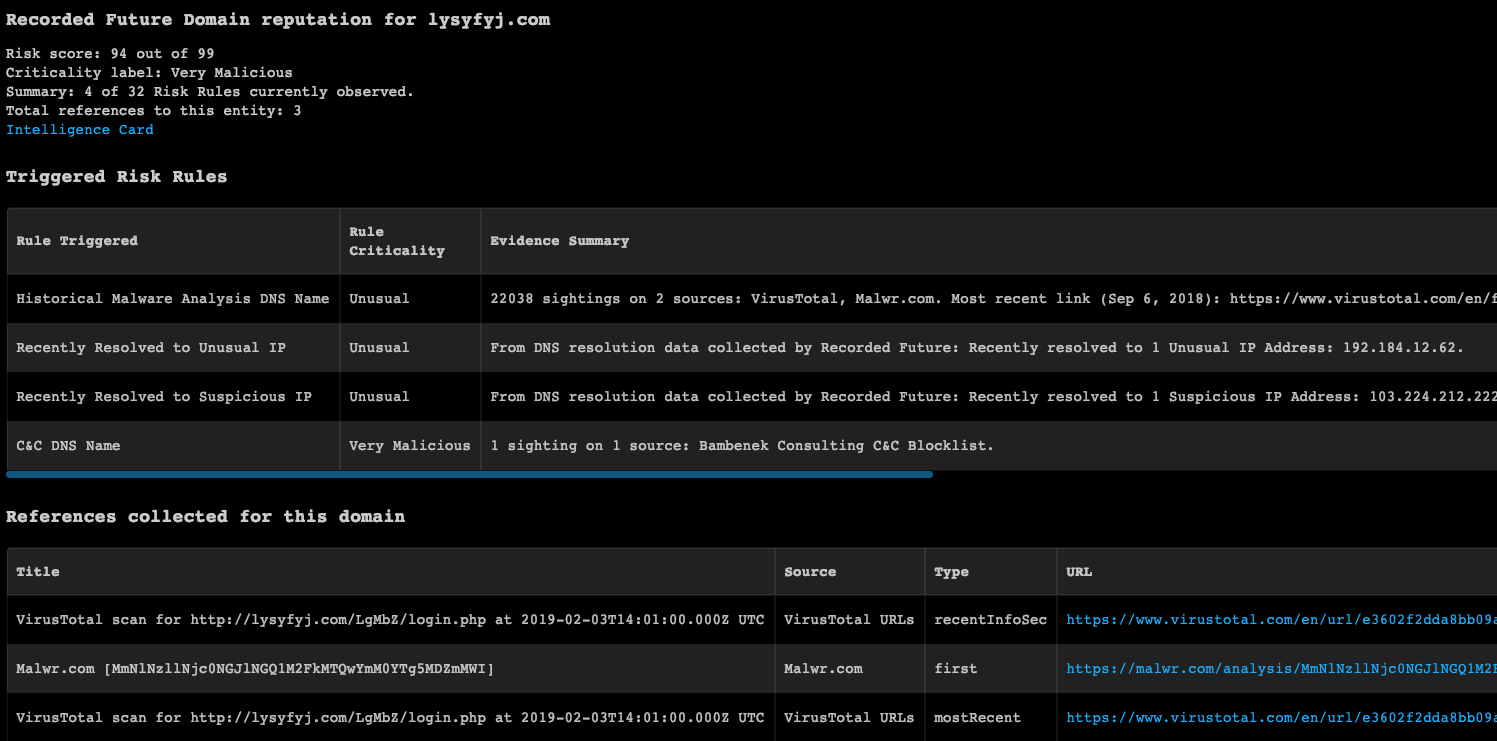 Recorded Future Domain reputation for lysyfyj.com
Risk score: 94 out of 99
Criticality label: Very Malicious
Summary: 4 of 32 Risk Rules currently observed.
Total references to this entity: 3
Intelligence Card
Triggered Risk Rules
Rule Triggered Rule Criticality Evidence Summary
Historical Malware Analysis DNS Name Unusual 22038 sightings on 2 sources: VirusTotal, Malwr.com. Most recent link (Sep 6, 2018): https://www.virustotal.com/en/f
Recently Resolved to Unusual IP Unusual From DNS resolution data collected by Recorded Future: Recently resolved to 1 Unusual IP Address: 192.184.12.62.
Recently Resolved to Suspicious IP Unusual From DNS resolution data collected by Recorded Future: Recently resolved to 1 Suspicious IP Address: 103.224.212.222
C&C DNS Name Very Malicious 1 sighting on 1 source: Bambenek Consulting C&C Blocklist.
References collected for this domain
Title Source Type URL
VirusTotal scan for http://lysyfyj.com/LgMbZ/login.php at 2019-02-03T14:01:00.000Z UTC VirusTotal URLs recentInfoSec https://www.virustotal.com/en/url/e3602f2dda8bb09a
Malwr.com [MmNlNzllNjc0NGJlNGQ1M2FkMTQwYmM0YTg5MDZmMWI] Malwr.com first https://malwr.com/analysis/MmNlNzllNjc0NGJlNGQ1M2F
VirusTotal scan for http://lysyfyj.com/LgMbZ/login.php at 2019-02-03T14:01:00.000Z UTC VirusTotal URLs mostRecent https://www.virustotal.com/en/url/e3602f2dda8bb09a